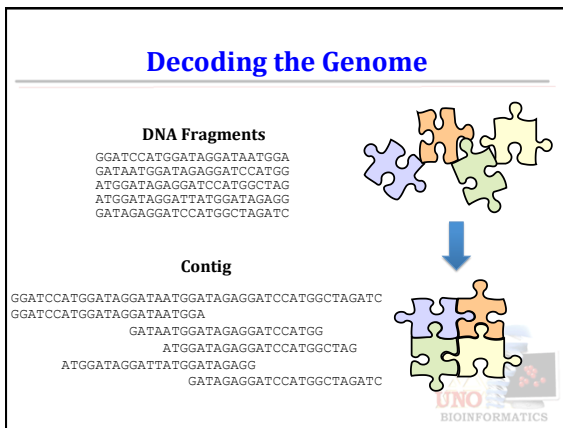 Decoding the Genome
DNA Fragments
GGATCCATGGATAGGATAATGGA
GATAATGGATAGAGGATCCATGG
ATGGATAGAGGATCCATGGCTAG
ATGGATAGGATTATGGATAGAGG
GATAGAGGATCCATGGCTAGATC
Contig
GGATCCATGGATAGGATAATGGATAGAGGATCCATGGCTAGATC
GGATCCATGGATAGGATAATGGA
GATAATGGATAGAGGATCCATGG
ATGGATAGAGGATCCATGGCTAG
ATGGATAGGATTATGGATAGAGG
GATAGAGGATCCATGGCTAGATC
UNO
BIOINFORMATICS